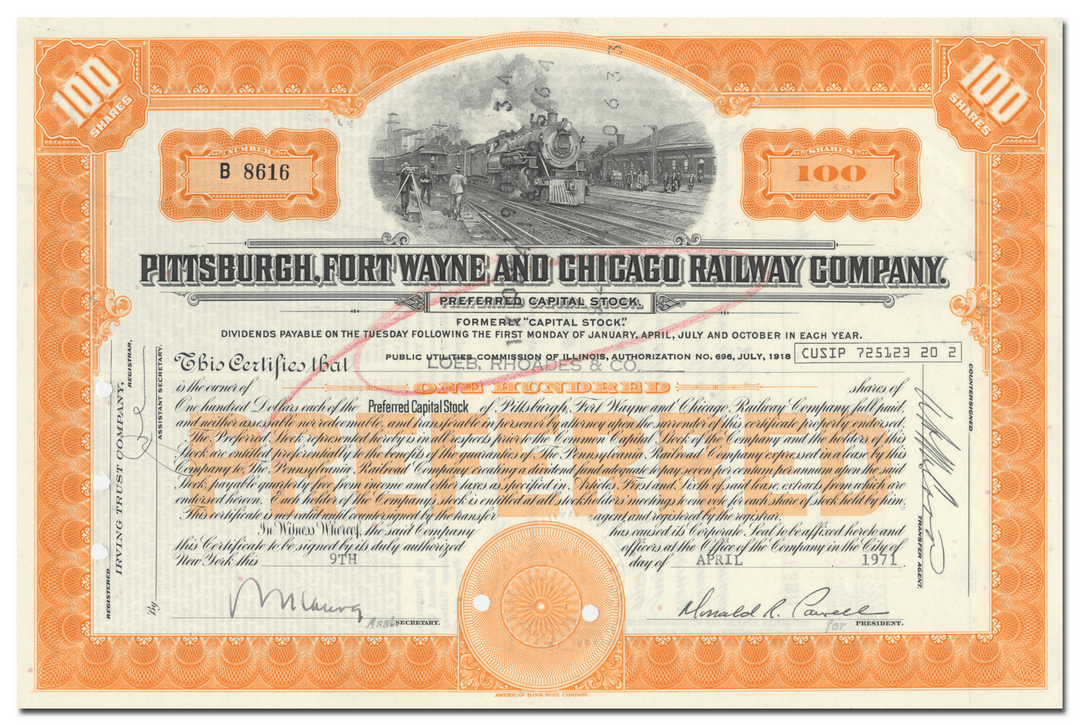 100 SHARES
100 SHARES
NUMBER
B 8616
SHARES
100
PITTSBURGH, FORT WAYNE AND CHICAGO RAILWAY COMPANY.
PREFERRED CAPITAL STOCK.
FORMERLY "CAPITAL STOCK."
DIVIDENDS PAYABLE ON THE TUESDAY FOLLOWING THE FIRST MONDAY OF JANUARY, APRIL, JULY AND OCTOBER IN EACH YEAR.
PUBLIC UTILITIES COMMISSION OF ILLINOIS, AUTHORIZATION NO. 696, JULY, 1918
CUSIP 725123 20 2
This Certifies that LOEB, RHOADES & CO.
is the owner of ONE HUNDRED shares of
One hundred Dollars each of the Preferred Capital Stock of Pittsburgh, Fort Wayne and Chicago Railway Company, full paid,
and neither assessable nor redeemable, and transferable in person or by attorney upon the surrender of this certificate properly endorsed.
The Preferred Stock represented hereby is in all respects prior to the Common Capital Stock of the Company and the holders of this
Stock are entitled preferentially to the benefits of the guaranties by The Pennsylvania Railroad Company expressed in a lease by this
Company to The Pennsylvania Railroad Company, including a dividend fund adequate to pay seven per centum per annum upon the said
Stock, payable quarterly free from income and other taxes as specified in Articles First and Sixth of said lease, extracts from which are
endorsed hereon. Each holder of the Company's stock is entitled at all stockholders' meetings to one vote for each share of stock held by him.
This certificate is not valid until countersigned by the transfer agent, and registered by the registrar.
In Witness Whereof, the said Company has caused its Corporate Seal to be affixed hereto and
this Certificate to be signed by its duly authorized officers at the Office of the Company in the City of
New York this 9TH day of APRIL 1971.
PREFERRED
Asst. SECRETARY.
Donald R. Powell
for PRESIDENT.
REGISTERED
IRVING TRUST COMPANY,
REGISTRAR,
By
ASSISTANT SECRETARY.
COUNTERSIGNED
TRANSFER AGENT.
AMERICAN BANK NOTE COMPANY.